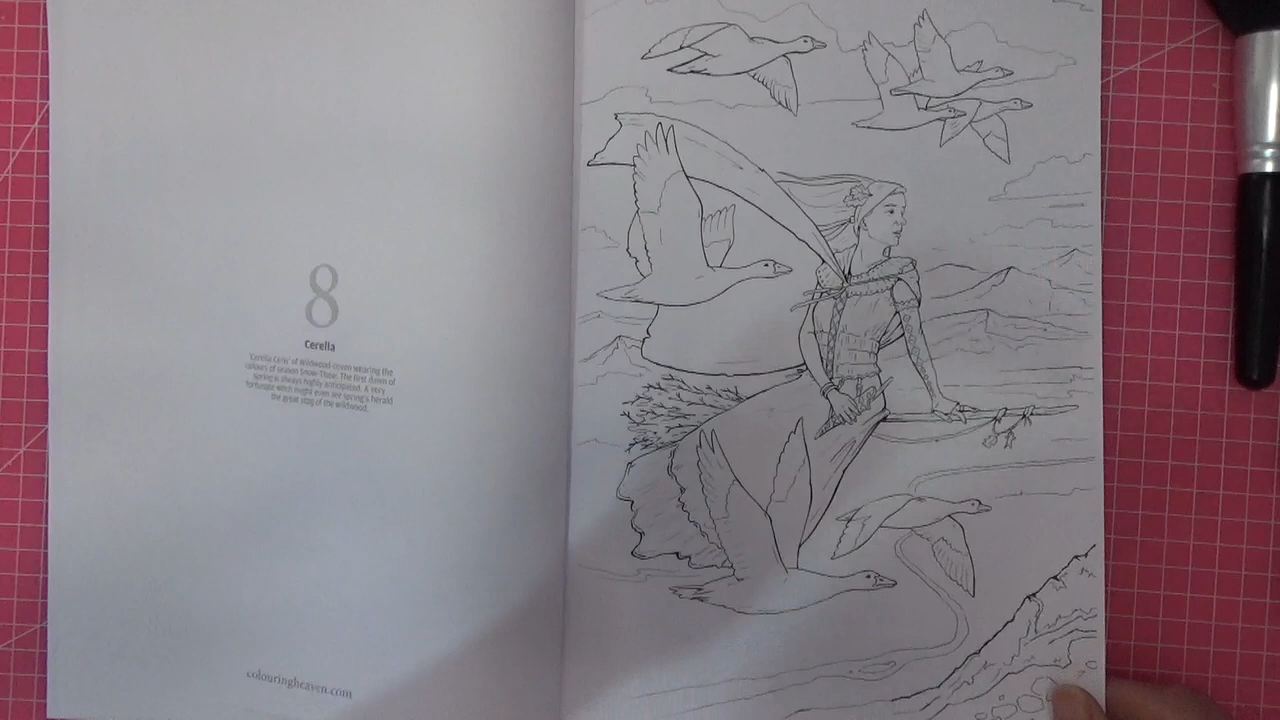 8
Cerella
'Cerella Cerki' of Wildwood coven wearing the
colours of season Snow-Thaw. The first dawn of
spring is always highly anticipated. A very
fortunate witch might even see spring's herald
the great stag of the wildwood.
colouringheaven.com